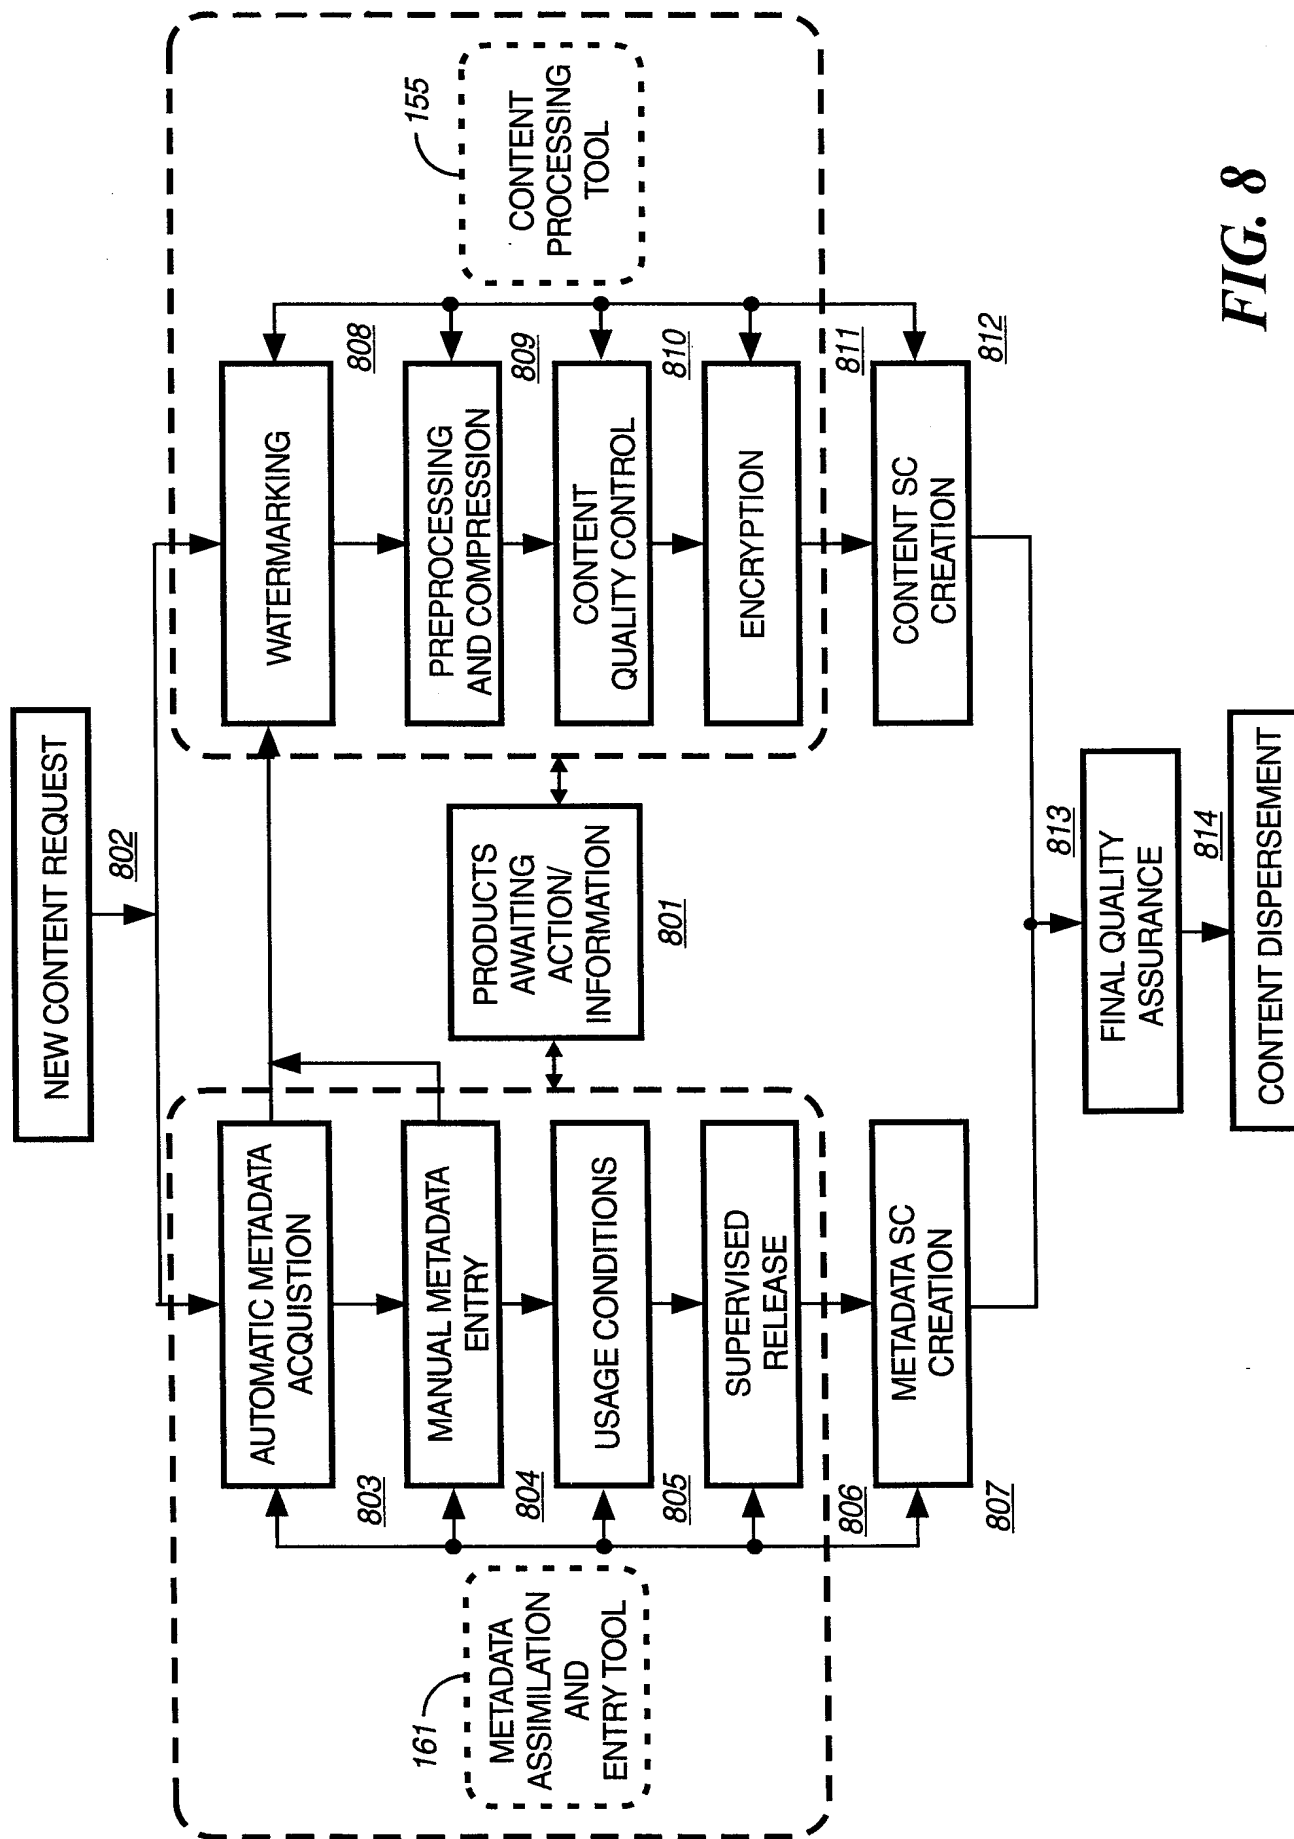 NEW CONTENT REQUEST
802
161
METADATA
ASSIMILATION
AND
ENTRY TOOL
AUTOMATIC METADATA
ACQUISTION
803
MANUAL METADATA
ENTRY
804
USAGE CONDITIONS
805
SUPERVISED
RELEASE
806
METADATA SC
CREATION
807
PRODUCTS
AWAITING
ACTION/
INFORMATION
801
WATERMARKING
808
PREPROCESSING
AND COMPRESSION
809
CONTENT
QUALITY CONTROL
810
ENCRYPTION
811
CONTENT SC
CREATION
812
155
CONTENT
PROCESSING
TOOL
813
FINAL QUALITY
ASSURANCE
814
CONTENT DISPERSEMENT
FIG. 8